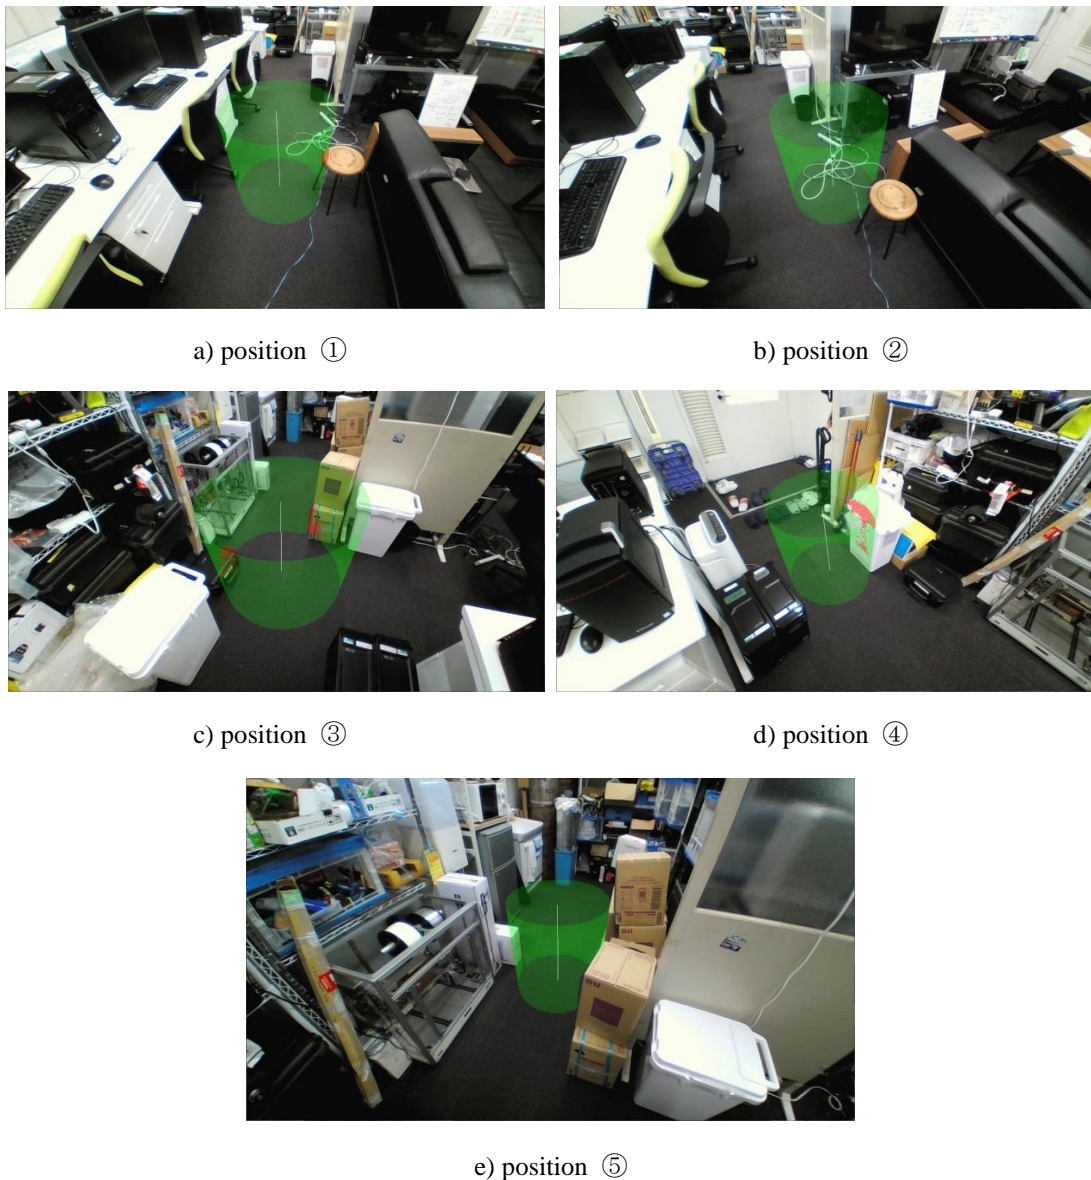 a) position ①
b) position ②
c) position ③
d) position ④
e) position ⑤